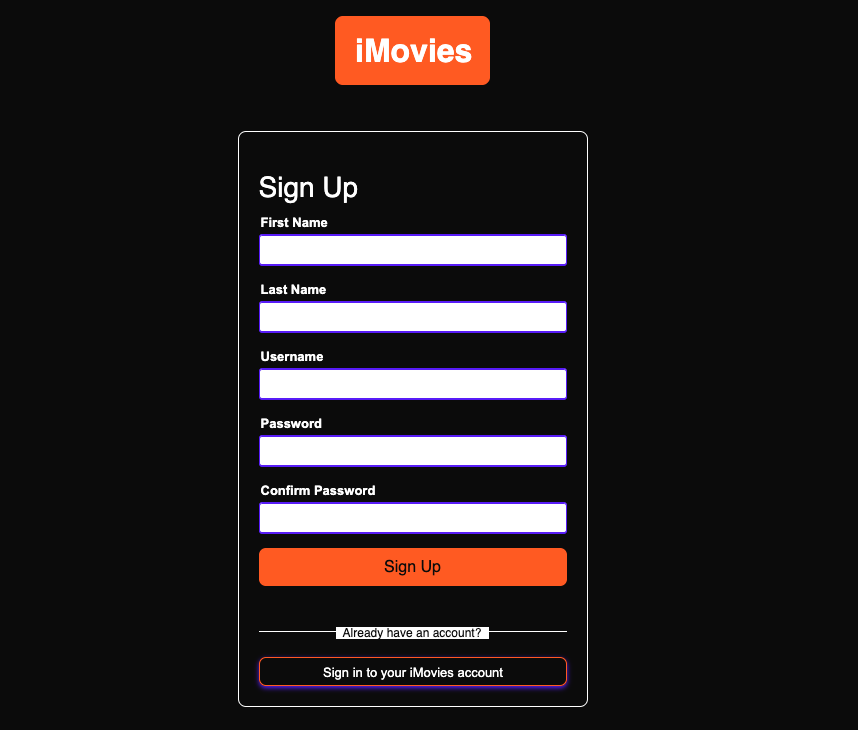 iMovies
Sign Up
First Name
Last Name
Username
Password
Confirm Password
Sign Up
Already have an account?
Sign in to your iMovies account